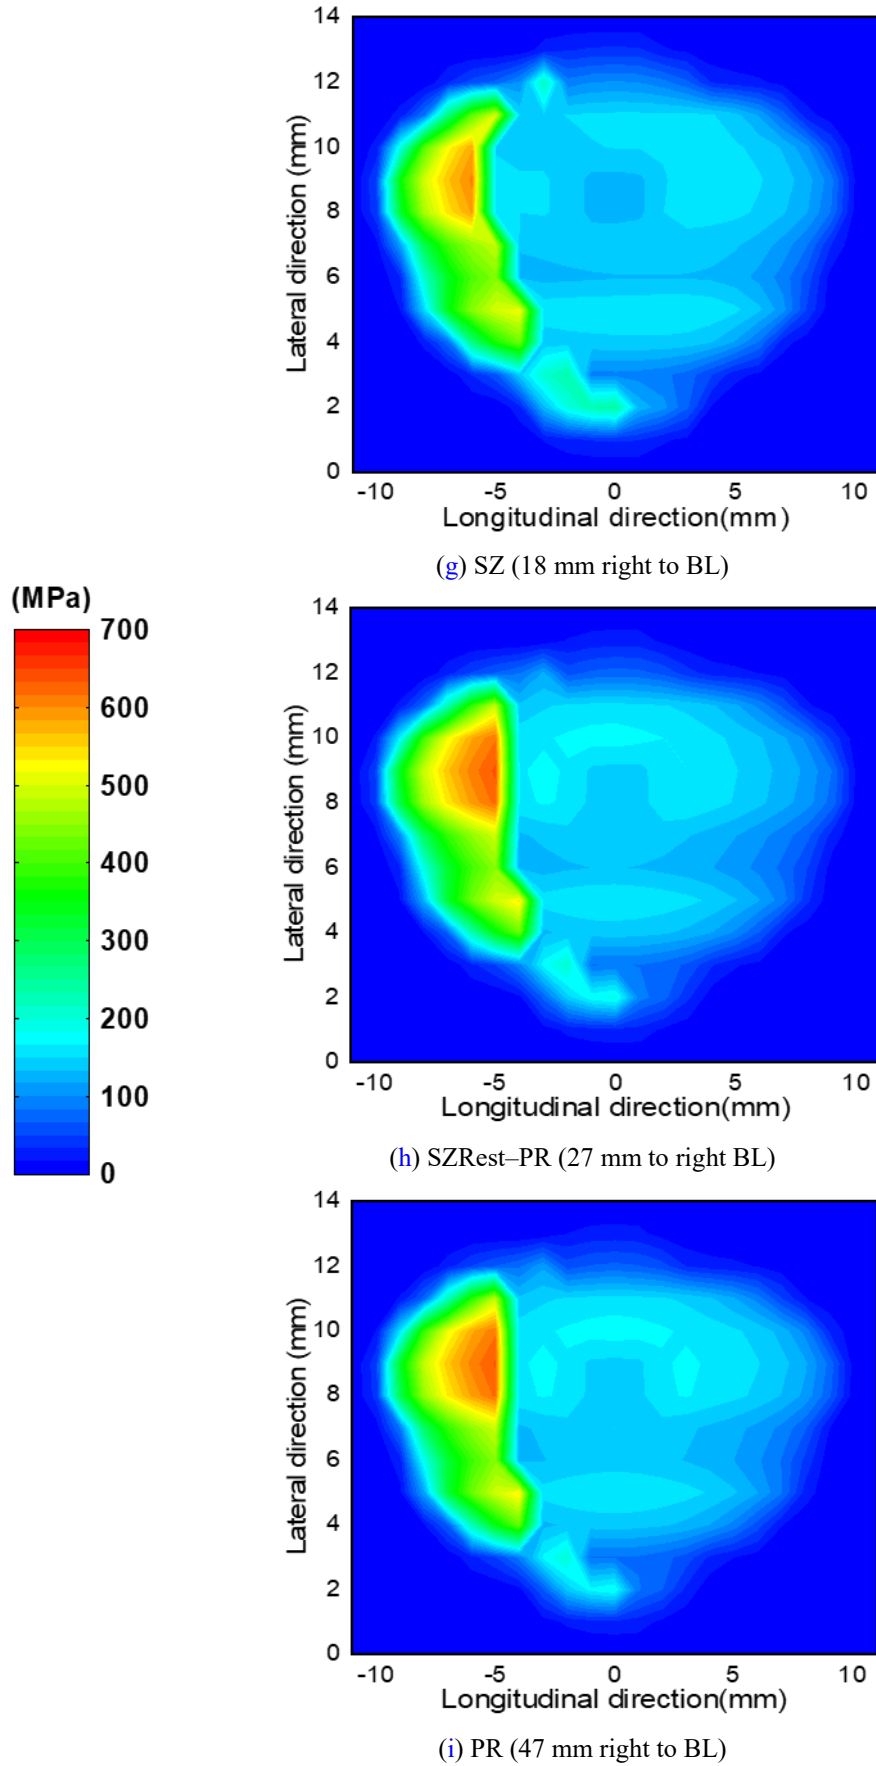 14
12
10
8
6
4
2
0
Lateral direction (mm)
-10 -5 0 5 10
Longitudinal direction(mm)
(g) SZ (18 mm right to BL)
(MPa)
700
600
500
400
300
200
100
0
14
12
10
8
6
4
2
0
Lateral direction (mm)
-10 -5 0 5 10
Longitudinal direction(mm)
(h) SZRest–PR (27 mm to right BL)
14
12
10
8
6
4
2
0
Lateral direction (mm)
-10 -5 0 5 10
Longitudinal direction(mm)
(i) PR (47 mm right to BL)